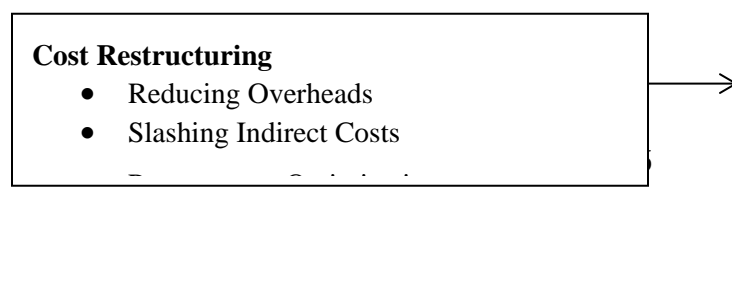 Cost Restructuring
• Reducing Overheads
• Slashing Indirect Costs